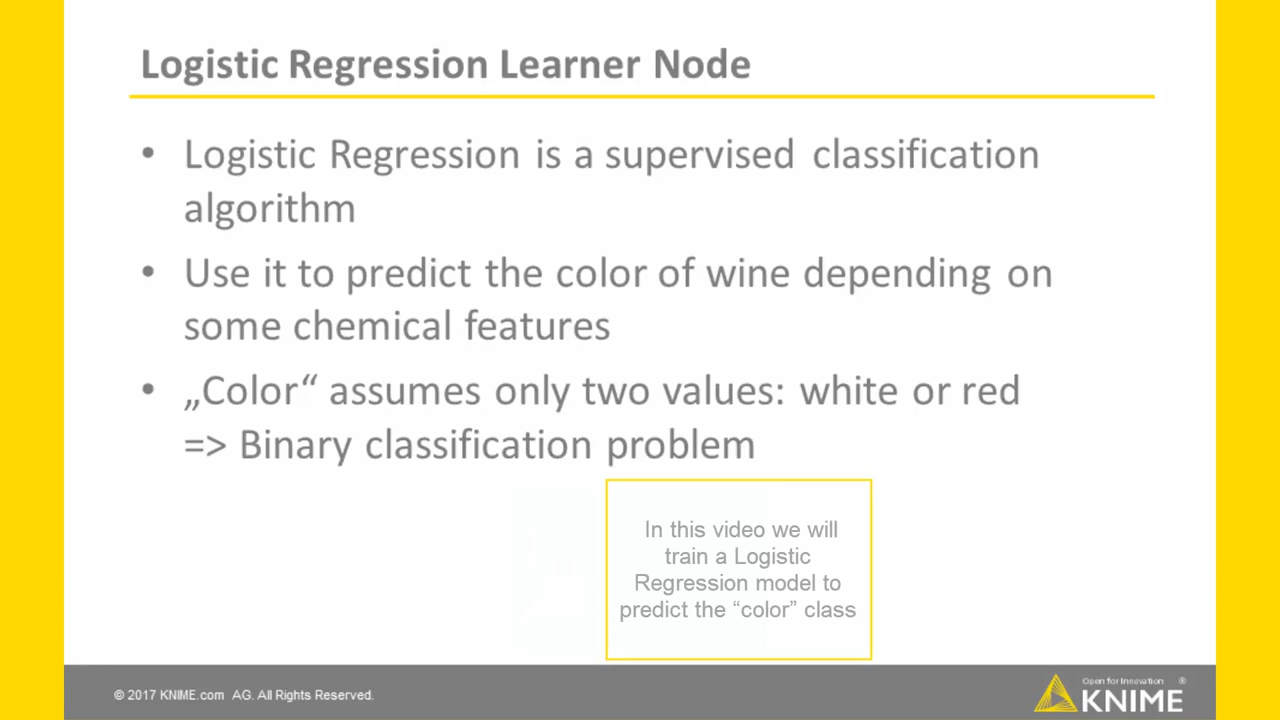 Logistic Regression Learner Node
• Logistic Regression is a supervised classification
algorithm
• Use it to predict the color of wine depending on
some chemical features
• „Color“ assumes only two values: white or red
=> Binary classification problem
In this video we will
train a Logistic
Regression model to
predict the “color” class
© 2017 KNIME.com AG. All Rights Reserved.
Open for Innovation ®
KNIME